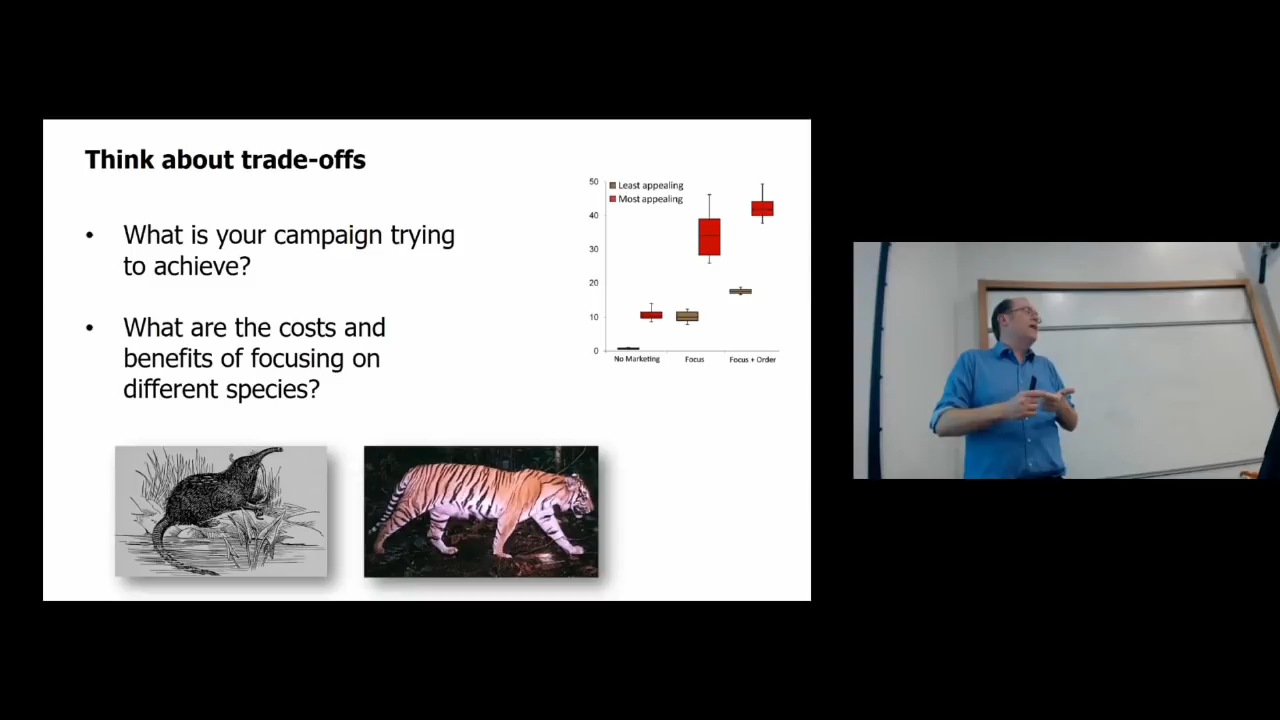 Think about trade-offs
• What is your campaign trying
to achieve?
• What are the costs and
benefits of focusing on
different species?
50
40
30
20
10
0
Least appealing
Most appealing
No Marketing
Focus
Focus + Order